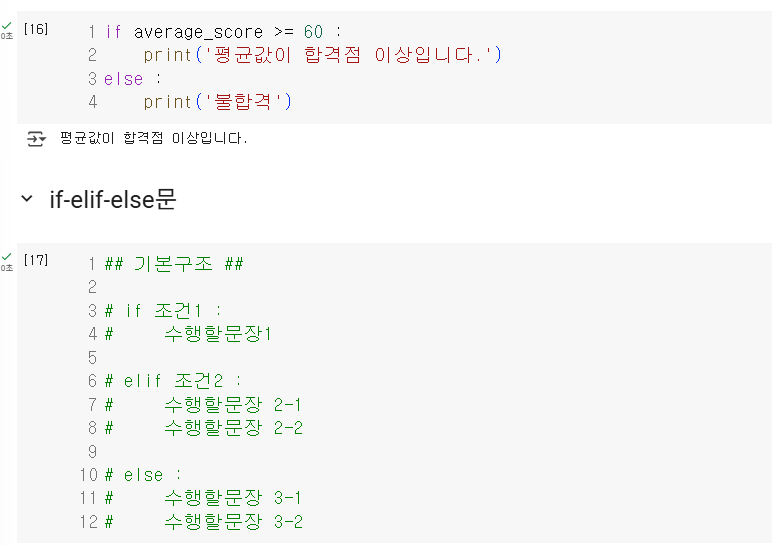 [16]
1 if average_score >= 60 :
2     print('평균값이 합격점 이상입니다.')
3 else :
4     print('불합격')
0초
평균값이 합격점 이상입니다.
if-elif-else문
[17]
1 ## 기본구조 ##
0초
2
3 # if 조건1 :
4 #     수행할문장1
5
6 # elif 조건2 :
7 #     수행할문장 2-1
8 #     수행할문장 2-2
9
10 # else :
11 #     수행할문장 3-1
12 #     수행할문장 3-2